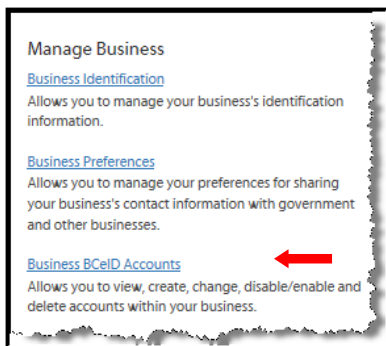 Manage Business
Business Identification
Allows you to manage your business's identification
information.
Business Preferences
Allows you to manage your preferences for sharing
your business's contact information with government
and other businesses.
Business BCeID Accounts
Allows you to view, create, change, disable/enable and
delete accounts within your business.